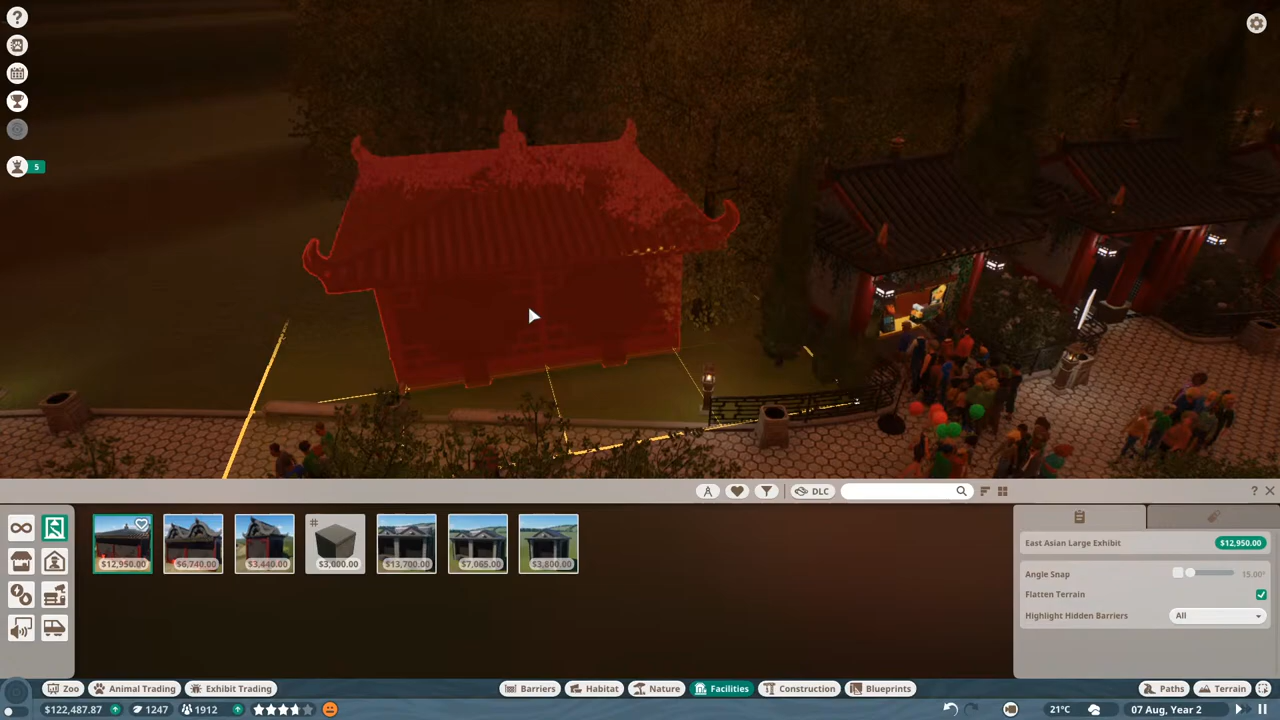 ?
5
DLC
?
$12,950.00
$6,740.00
$3,440.00
#
$3,000.00
$13,700.00
$7,065.00
$3,800.00
East Asian Large Exhibit
$12,950.00
Angle Snap
15.00°
Flatten Terrain
Highlight Hidden Barriers
All
Zoo
Animal Trading
Exhibit Trading
Barriers
Habitat
Nature
Facilities
Construction
Blueprints
Paths
Terrain
$122,487.87
1247
1912
21°C
07 Aug, Year 2